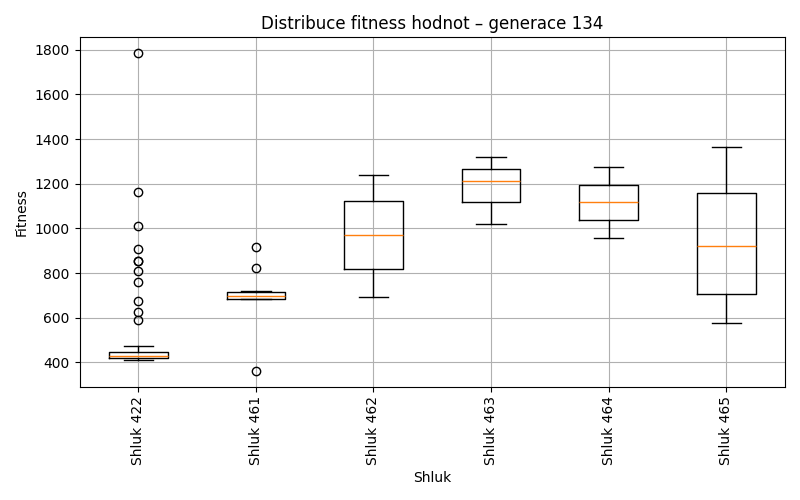 Distribuce fitness hodnot – generace 134
Fitness
1800
1600
1400
1200
1000
800
600
400
Shluk 422
Shluk 461
Shluk 462
Shluk 463
Shluk 464
Shluk 465
Shluk